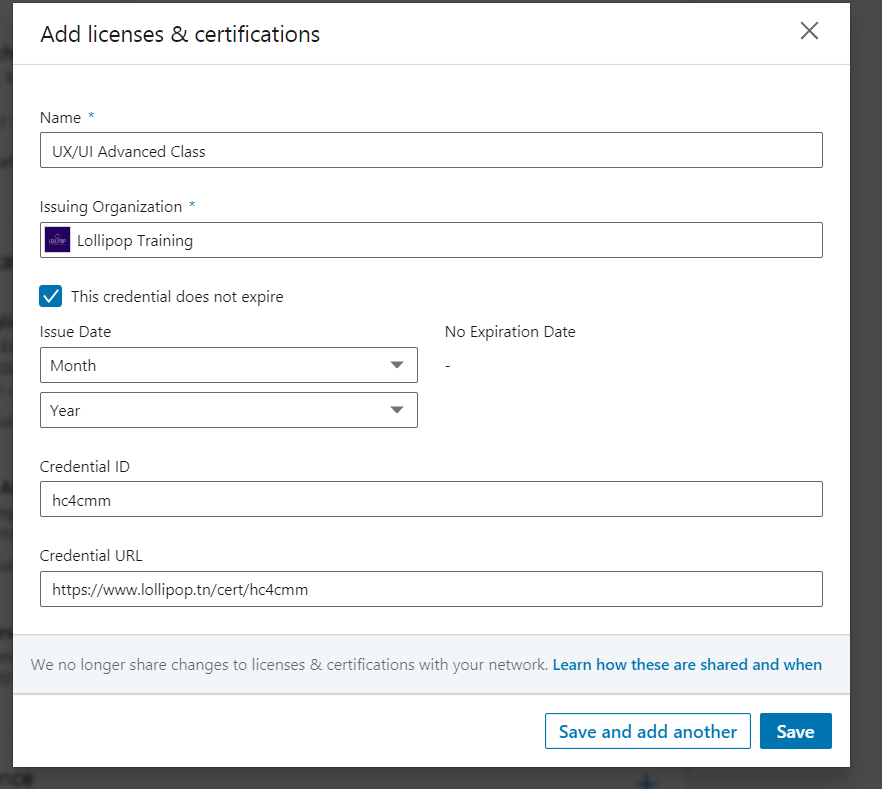 Add licenses & certifications
Name *
UX/UI Advanced Class
Issuing Organization *
LOLLIPOP
Lollipop Training
This credential does not expire
Issue Date
No Expiration Date
Month
-
Year
Credential ID
hc4cmm
Credential URL
https://www.lollipop.tn/cert/hc4cmm
We no longer share changes to licenses & certifications with your network. Learn how these are shared and when
Save and add another
Save
nce